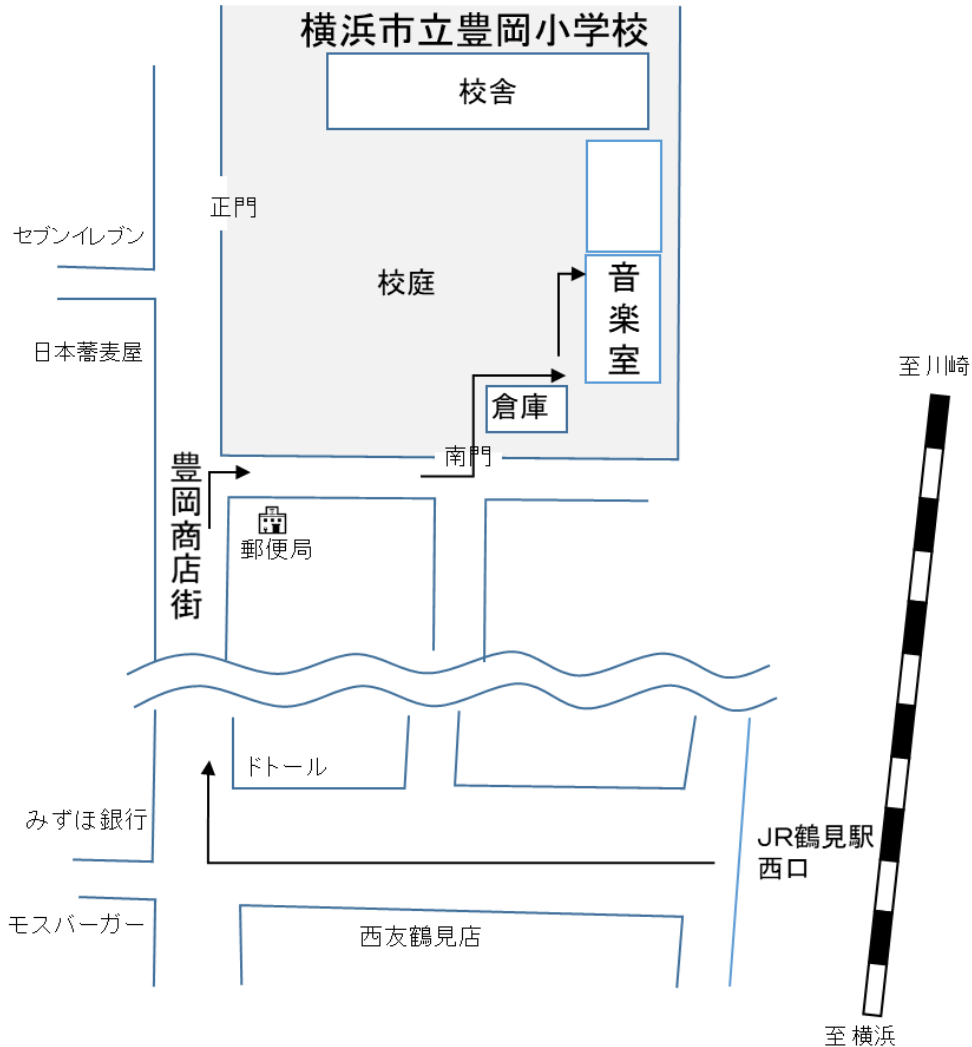 横浜市立豊岡小学校
校舎
正門
セブンイレブン
校庭
音楽室
日本蕎麦屋
至川崎
倉庫
南門
豊岡商店街
郵便局
ドトール
みずほ銀行
JR鶴見駅
西口
モスバーガー
西友鶴見店
至横浜